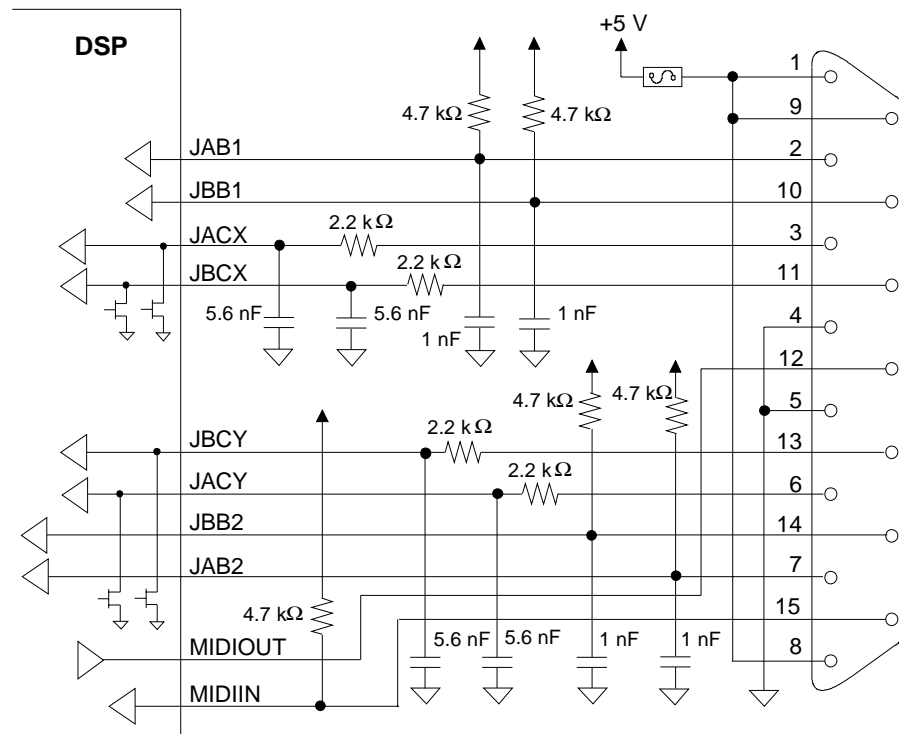 DSP
+5 V
1
4.7 kΩ
4.7 kΩ
9
JAB1
2
JBB1
10
JACX
2.2 kΩ
3
JBCX
2.2 kΩ
11
5.6 nF
5.6 nF
1 nF
1 nF
4
12
4.7 kΩ
4.7 kΩ
5
JBCY
2.2 kΩ
13
JACY
2.2 kΩ
6
JBB2
14
JAB2
7
4.7 kΩ
15
MIDIOUT
5.6 nF
5.6 nF
1 nF
1 nF
8
MIDIIN